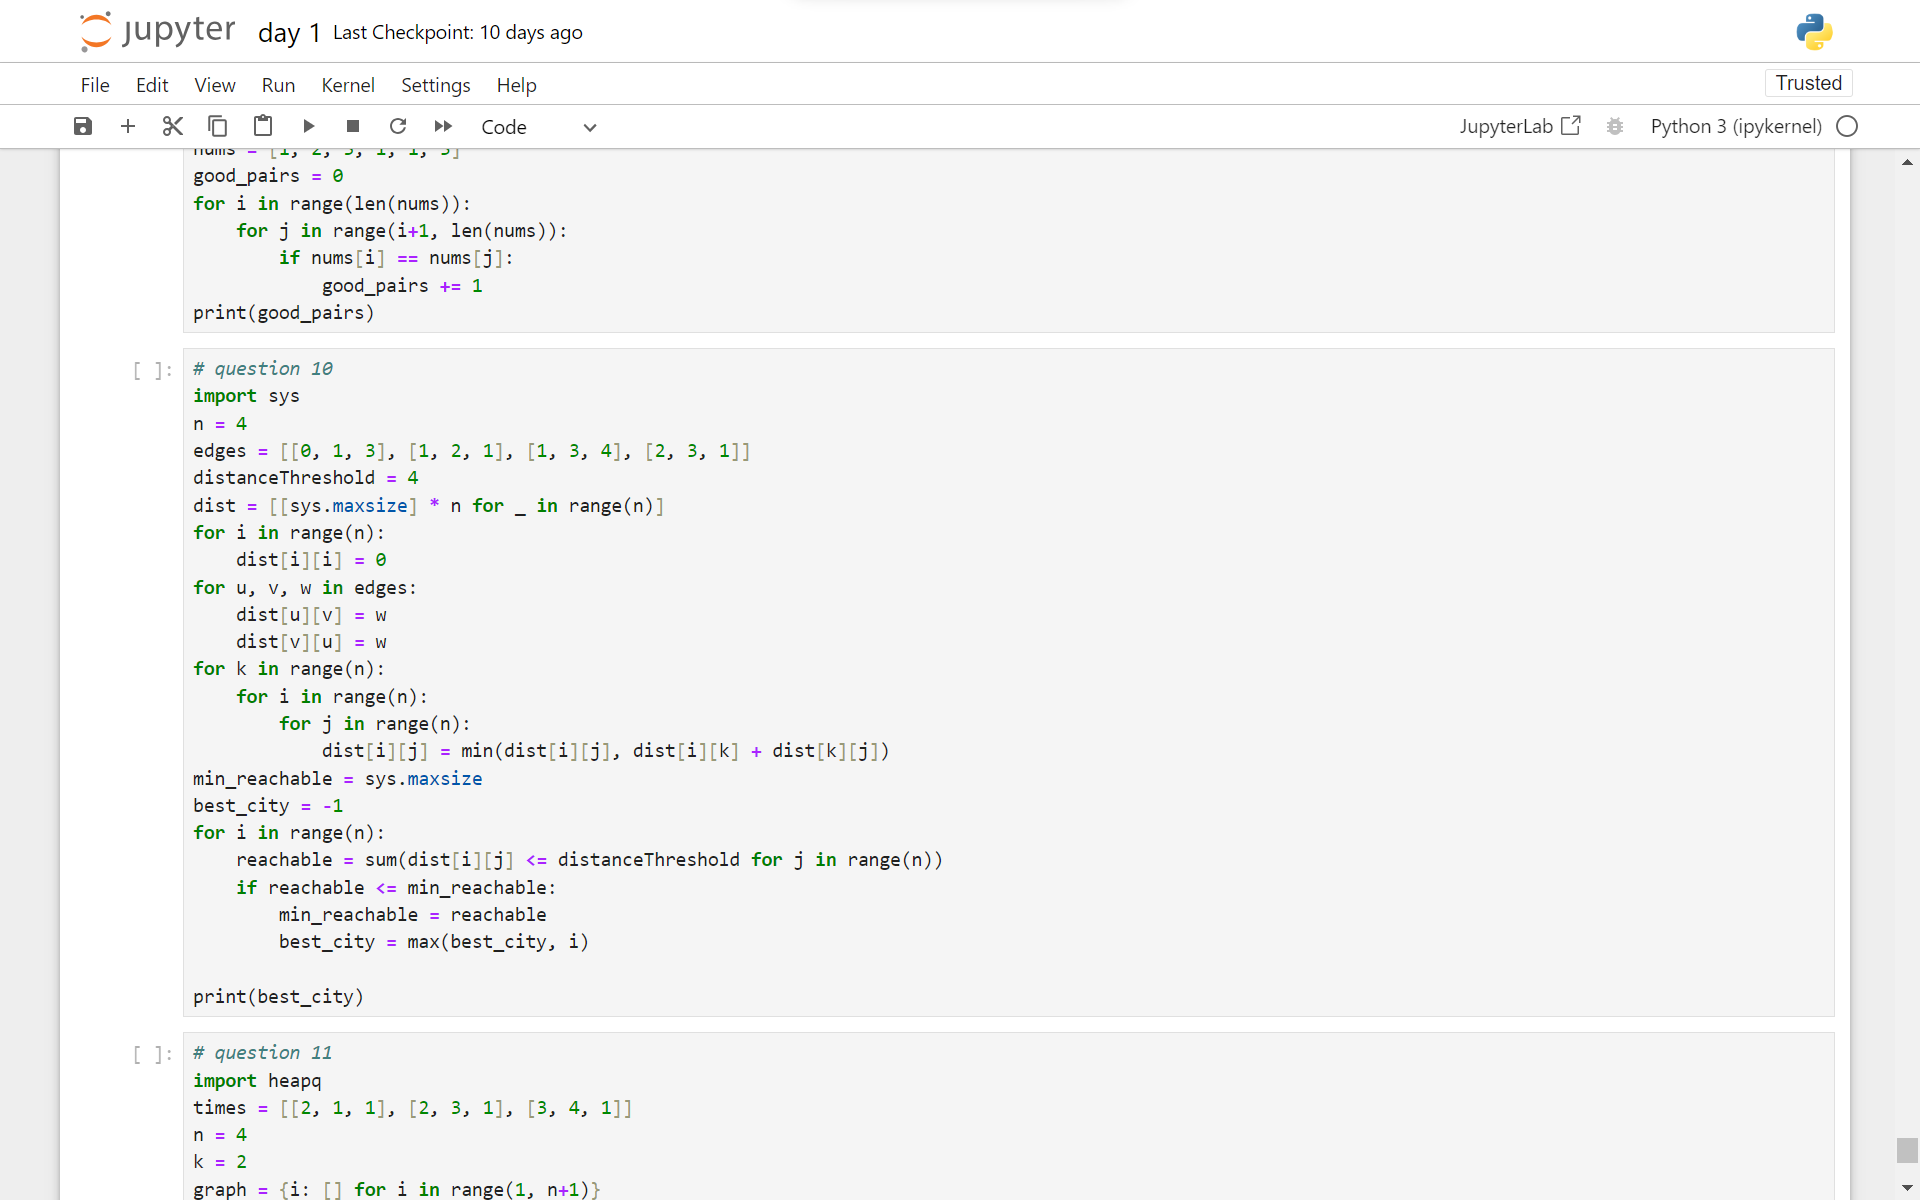 jupyter day 1 Last Checkpoint: 10 days ago
File Edit View Run Kernel Settings Help Trusted
Code JupyterLab Python 3 (ipykernel)
good_pairs = 0
for i in range(len(nums)):
    for j in range(i+1, len(nums)):
        if nums[i] == nums[j]:
            good_pairs += 1
print(good_pairs)
[ ]: # question 10
import sys
n = 4
edges = [[0, 1, 3], [1, 2, 1], [1, 3, 4], [2, 3, 1]]
distanceThreshold = 4
dist = [[sys.maxsize] * n for _ in range(n)]
for i in range(n):
    dist[i][i] = 0
for u, v, w in edges:
    dist[u][v] = w
    dist[v][u] = w
for k in range(n):
    for i in range(n):
        for j in range(n):
            dist[i][j] = min(dist[i][j], dist[i][k] + dist[k][j])
min_reachable = sys.maxsize
best_city = -1
for i in range(n):
    reachable = sum(dist[i][j] <= distanceThreshold for j in range(n))
    if reachable <= min_reachable:
        min_reachable = reachable
        best_city = max(best_city, i)
print(best_city)
[ ]: # question 11
import heapq
times = [[2, 1, 1], [2, 3, 1], [3, 4, 1]]
n = 4
k = 2
graph = {i: [] for i in range(1, n+1)}